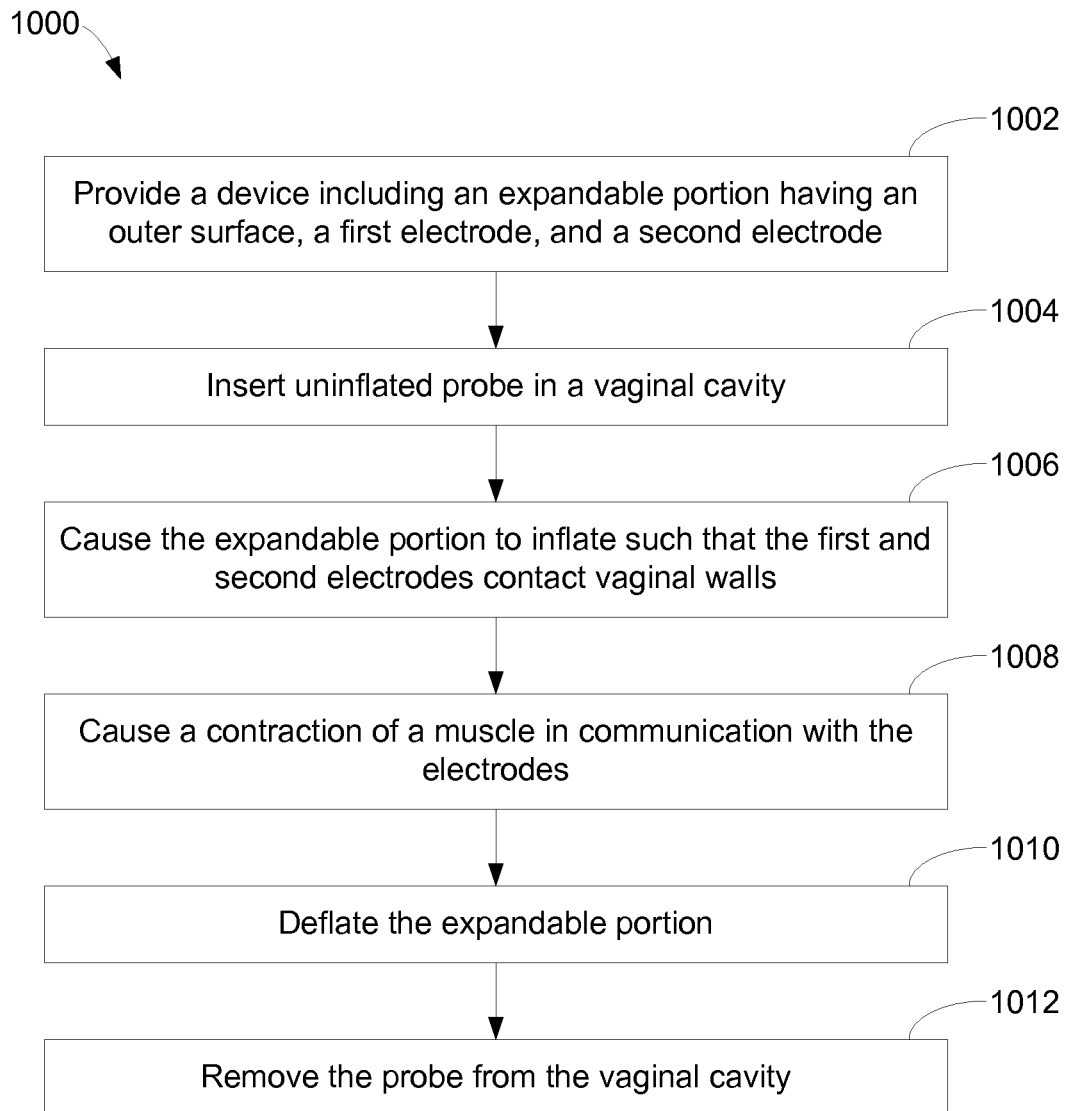 1000
1002
Provide a device including an expandable portion having an
outer surface, a first electrode, and a second electrode
1004
Insert uninflated probe in a vaginal cavity
1006
Cause the expandable portion to inflate such that the first and
second electrodes contact vaginal walls
1008
Cause a contraction of a muscle in communication with the
electrodes
1010
Deflate the expandable portion
1012
Remove the probe from the vaginal cavity